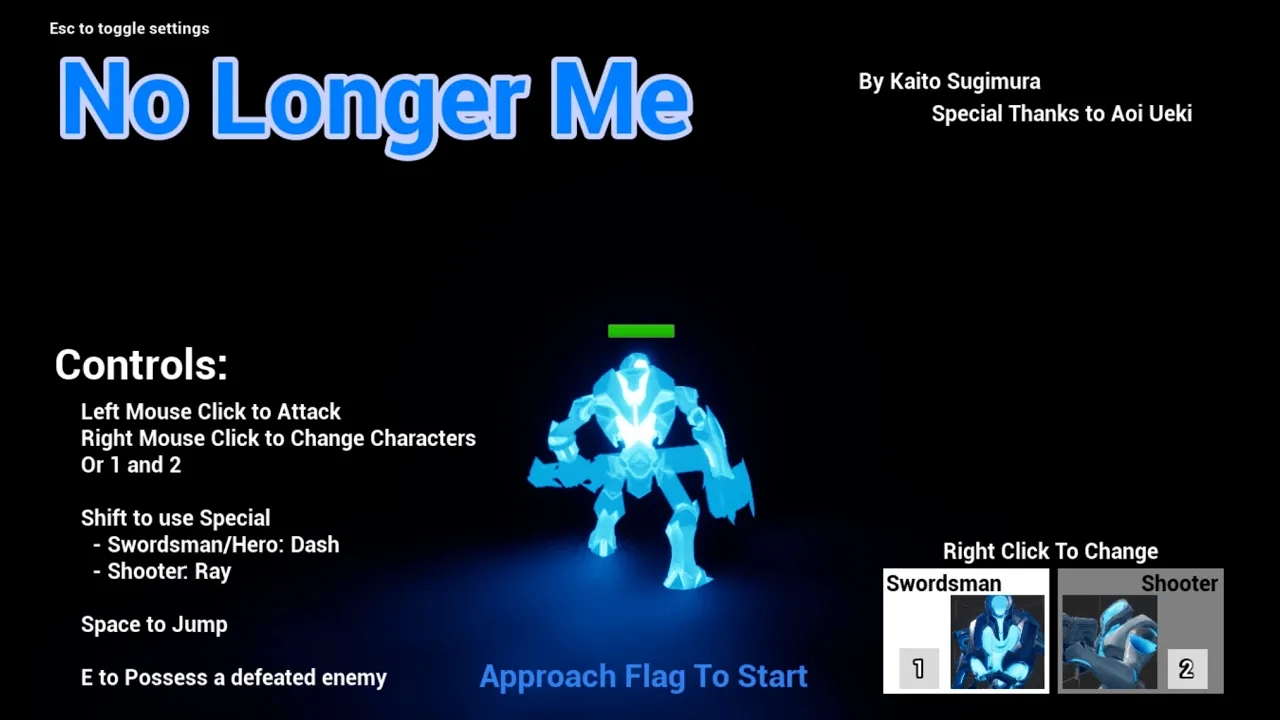 Esc to toggle settings
No Longer Me
By Kaito Sugimura
Special Thanks to Aoi Ueki
Controls:
Left Mouse Click to Attack
Right Mouse Click to Change Characters
Or 1 and 2
Shift to use Special
- Swordsman/Hero: Dash
- Shooter: Ray
Space to Jump
E to Possess a defeated enemy
Approach Flag To Start
Right Click To Change
Swordsman
1
Shooter
2